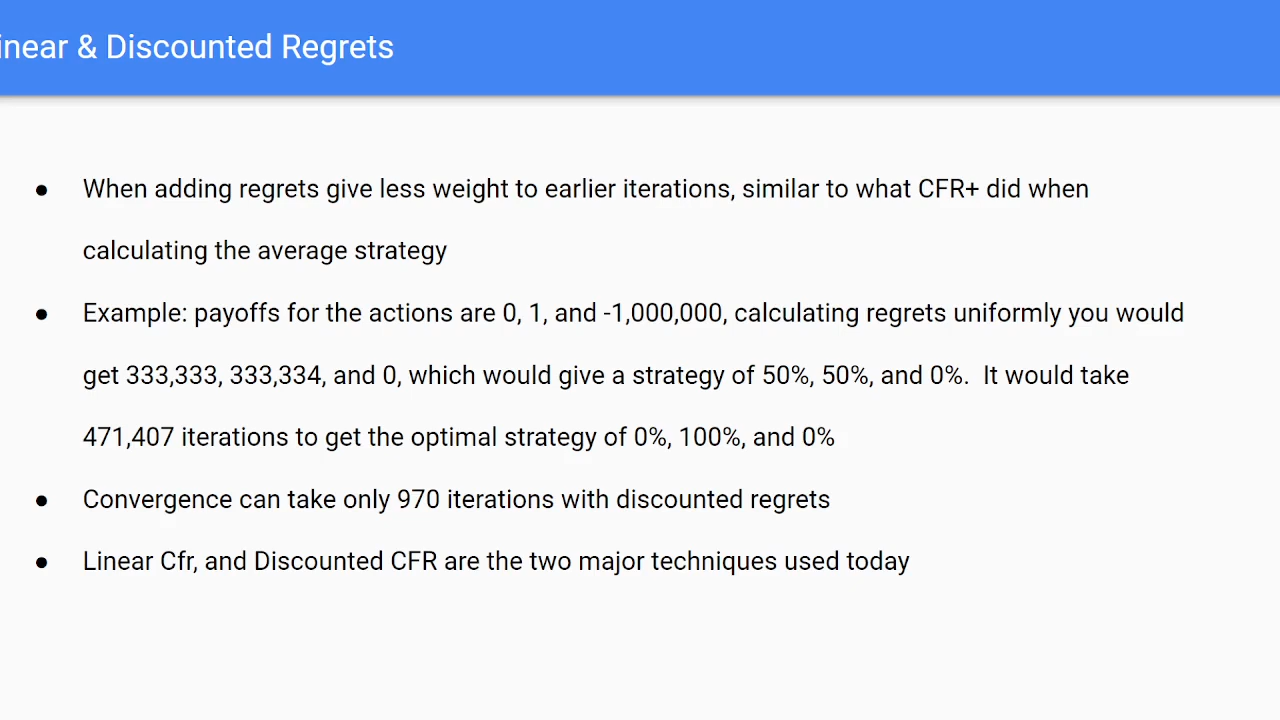 inear & Discounted Regrets
● When adding regrets give less weight to earlier iterations, similar to what CFR+ did when
calculating the average strategy
● Example: payoffs for the actions are 0, 1, and -1,000,000, calculating regrets uniformly you would
get 333,333, 333,334, and 0, which would give a strategy of 50%, 50%, and 0%.  It would take
471,407 iterations to get the optimal strategy of 0%, 100%, and 0%
● Convergence can take only 970 iterations with discounted regrets
● Linear Cfr, and Discounted CFR are the two major techniques used today